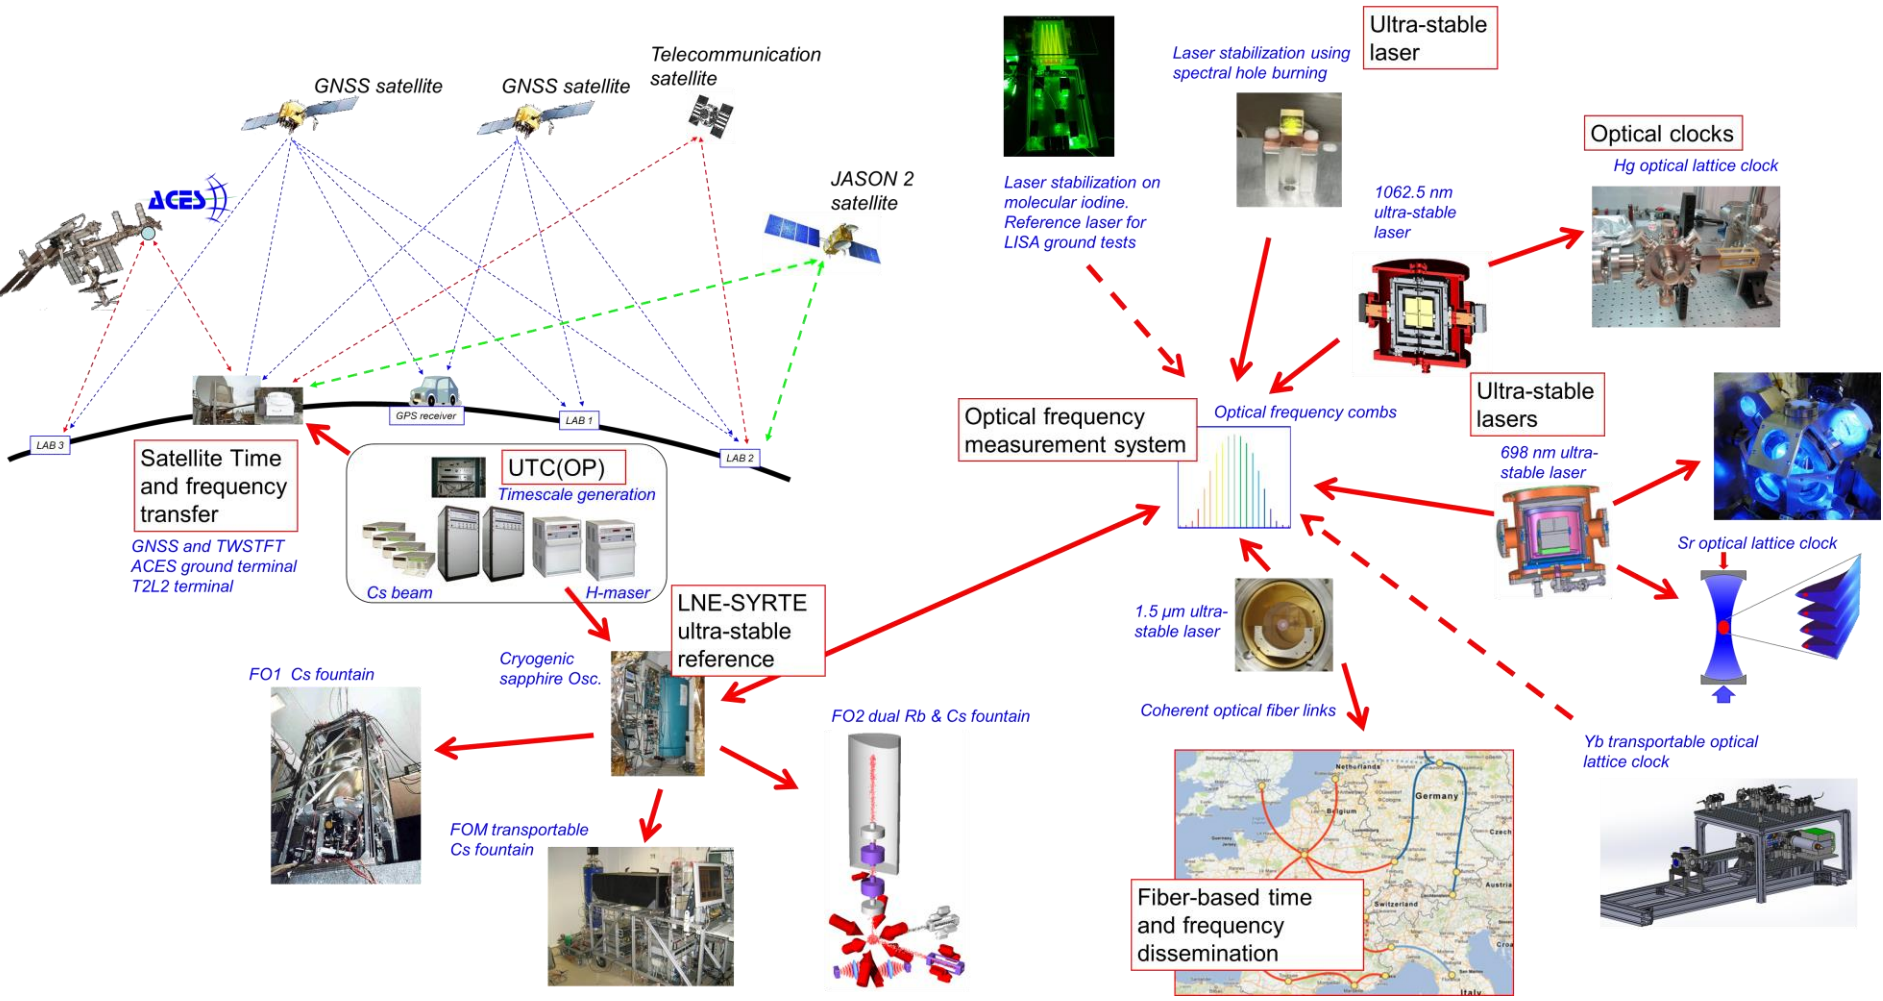 GNSS satellite
GNSS satellite
Telecommunication
satellite
ACES
JASON 2
satellite
LAB 3
GPS receiver
LAB 1
LAB 2
Satellite Time
and frequency
transfer
GNSS and TWSTFT
ACES ground terminal
T2L2 terminal
UTC(OP)
Timescale generation
Cs beam
H-maser
LNE-SYRTE
ultra-stable
reference
Cryogenic
sapphire Osc.
FO1 Cs fountain
FOM transportable
Cs fountain
FO2 dual Rb & Cs fountain
Laser stabilization on
molecular iodine.
Reference laser for
LISA ground tests
Laser stabilization using
spectral hole burning
Ultra-stable
laser
Optical clocks
Hg optical lattice clock
1062.5 nm
ultra-stable
laser
Optical frequency
measurement system
Optical frequency combs
Ultra-stable
lasers
698 nm ultra-
stable laser
Sr optical lattice clock
1.5 µm ultra-
stable laser
Coherent optical fiber links
Yb transportable optical
lattice clock
Netherlands
Germany
Belgium
Czech
Austria
Switzerland
Italy
Fiber-based time
and frequency
dissemination